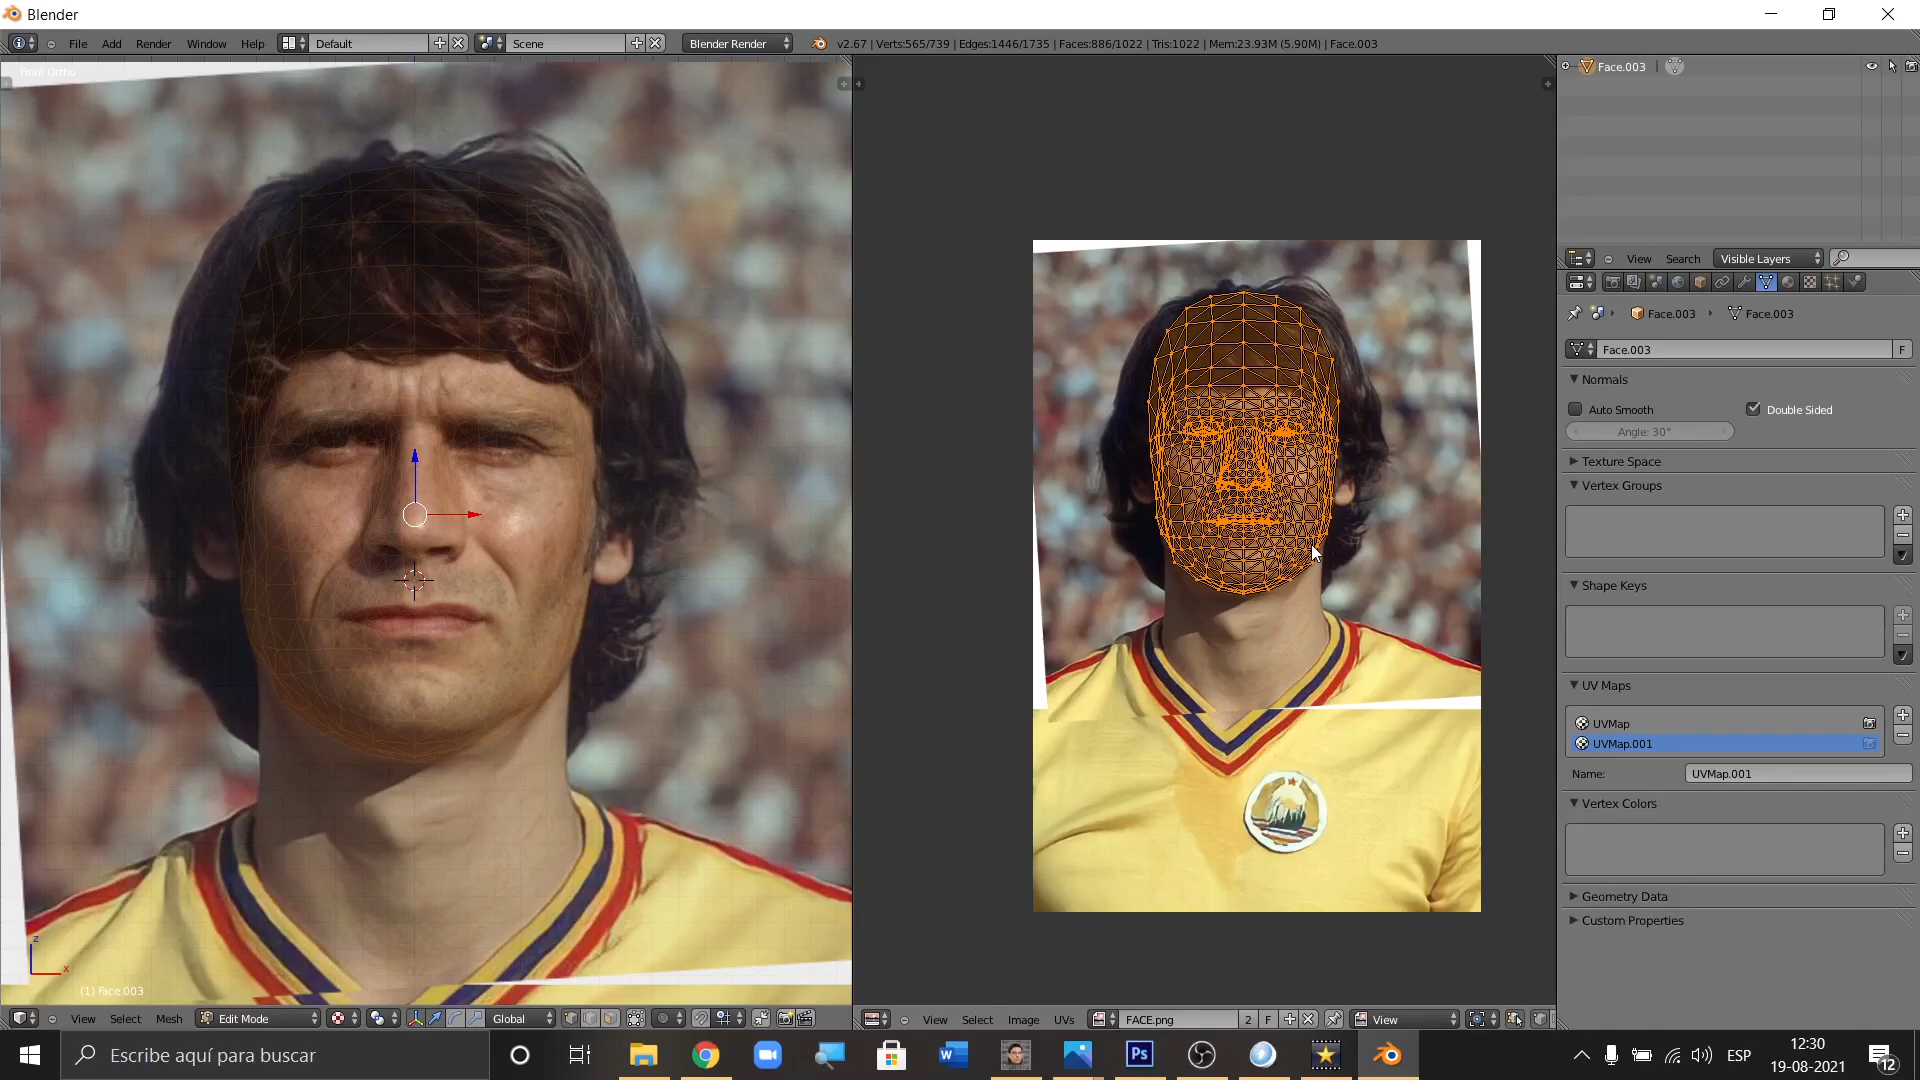 Blender
File Add Render Window Help Default Scene Blender Render v2.67 | Verts:565/739 | Edges:1446/1735 | Faces:886/1022 | Tris:1022 | Mem:23.93M (5.90M) | Face.003
Front Ortho
Face.003
View Search Visible Layers
Face.003 Face.003
Face.003 F
Normals
Auto Smooth Double Sided
Angle: 30°
Texture Space
Vertex Groups
Shape Keys
UV Maps
UVMap
UVMap.001
Name: UVMap.001
Vertex Colors
Geometry Data
Custom Properties
z
x
(1) Face.003
View Select Mesh Edit Mode Global
View Select Image UVs FACE.png 2 F View
Escribe aquí para buscar
W
Ps
ESP
12:30
19-08-2021
12